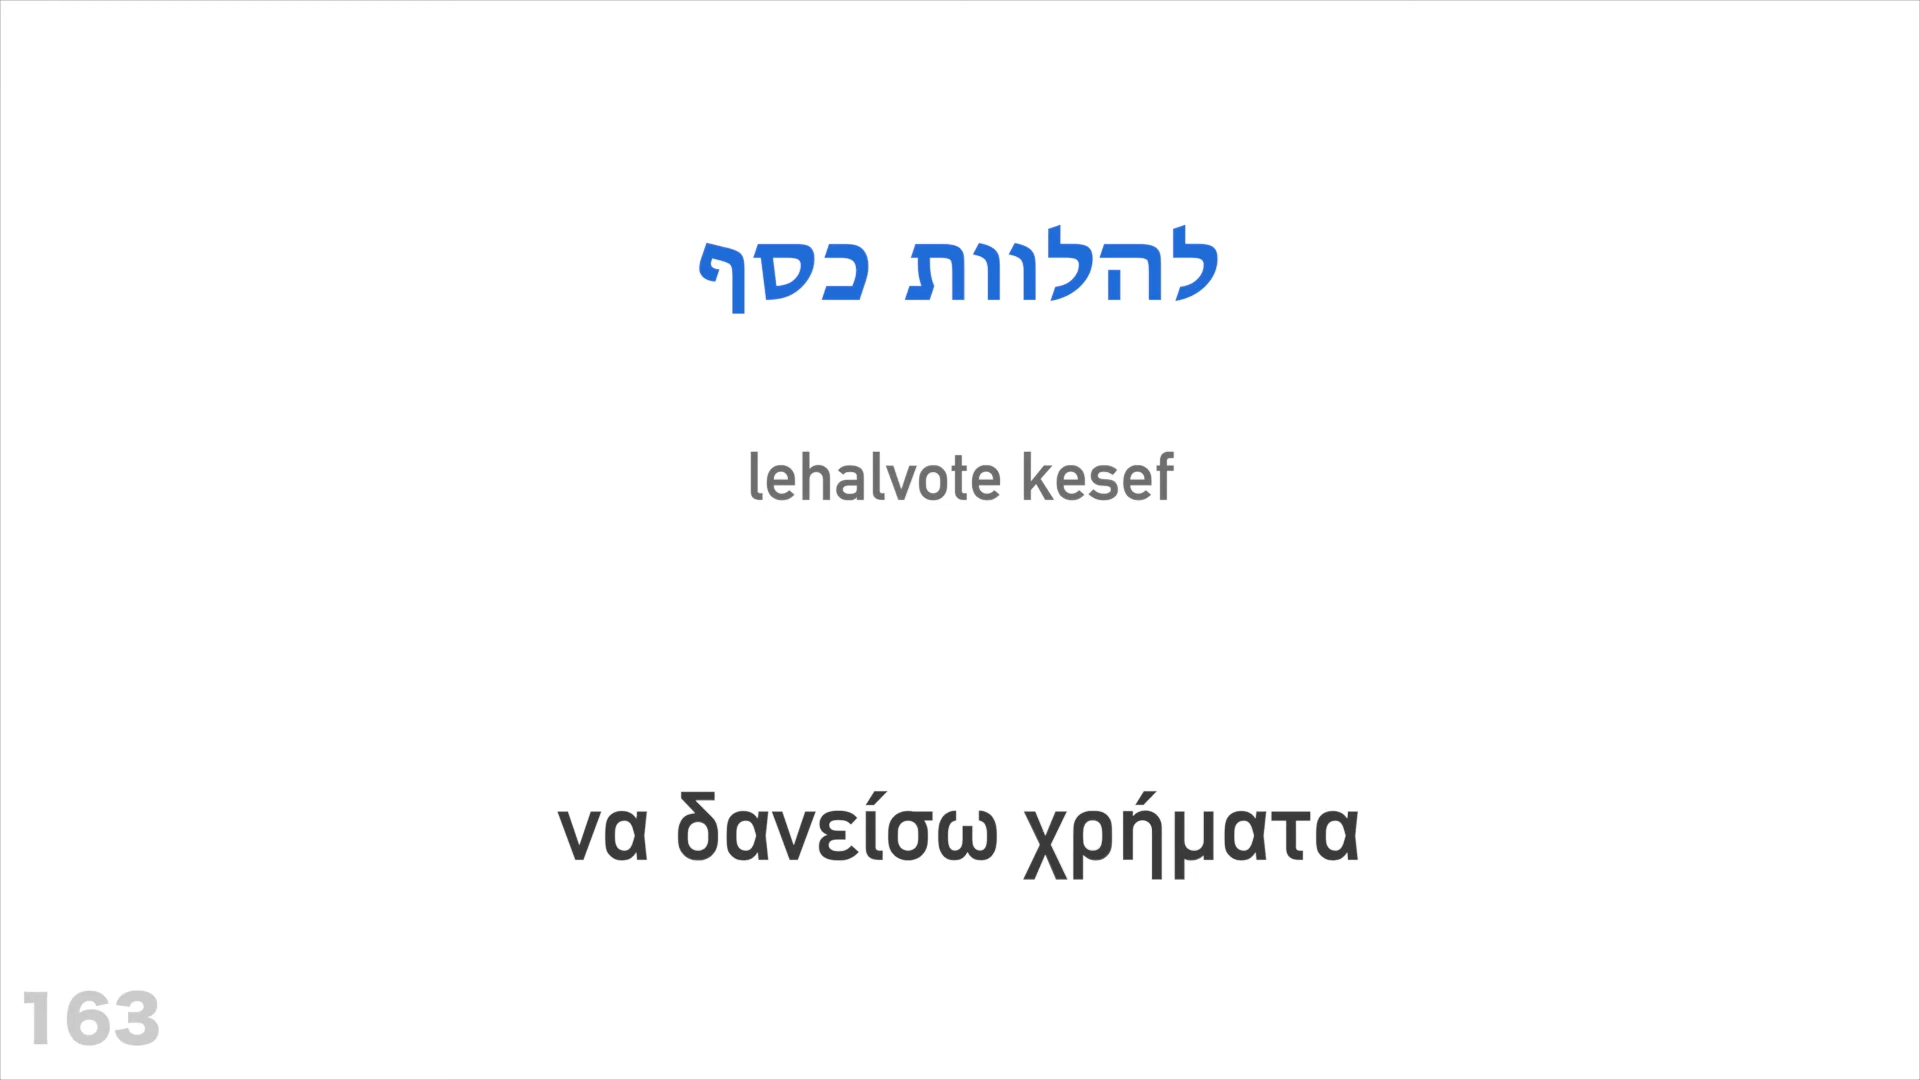 להלוות כסף
lehalvote kesef
να δανείσω χρήματα
163